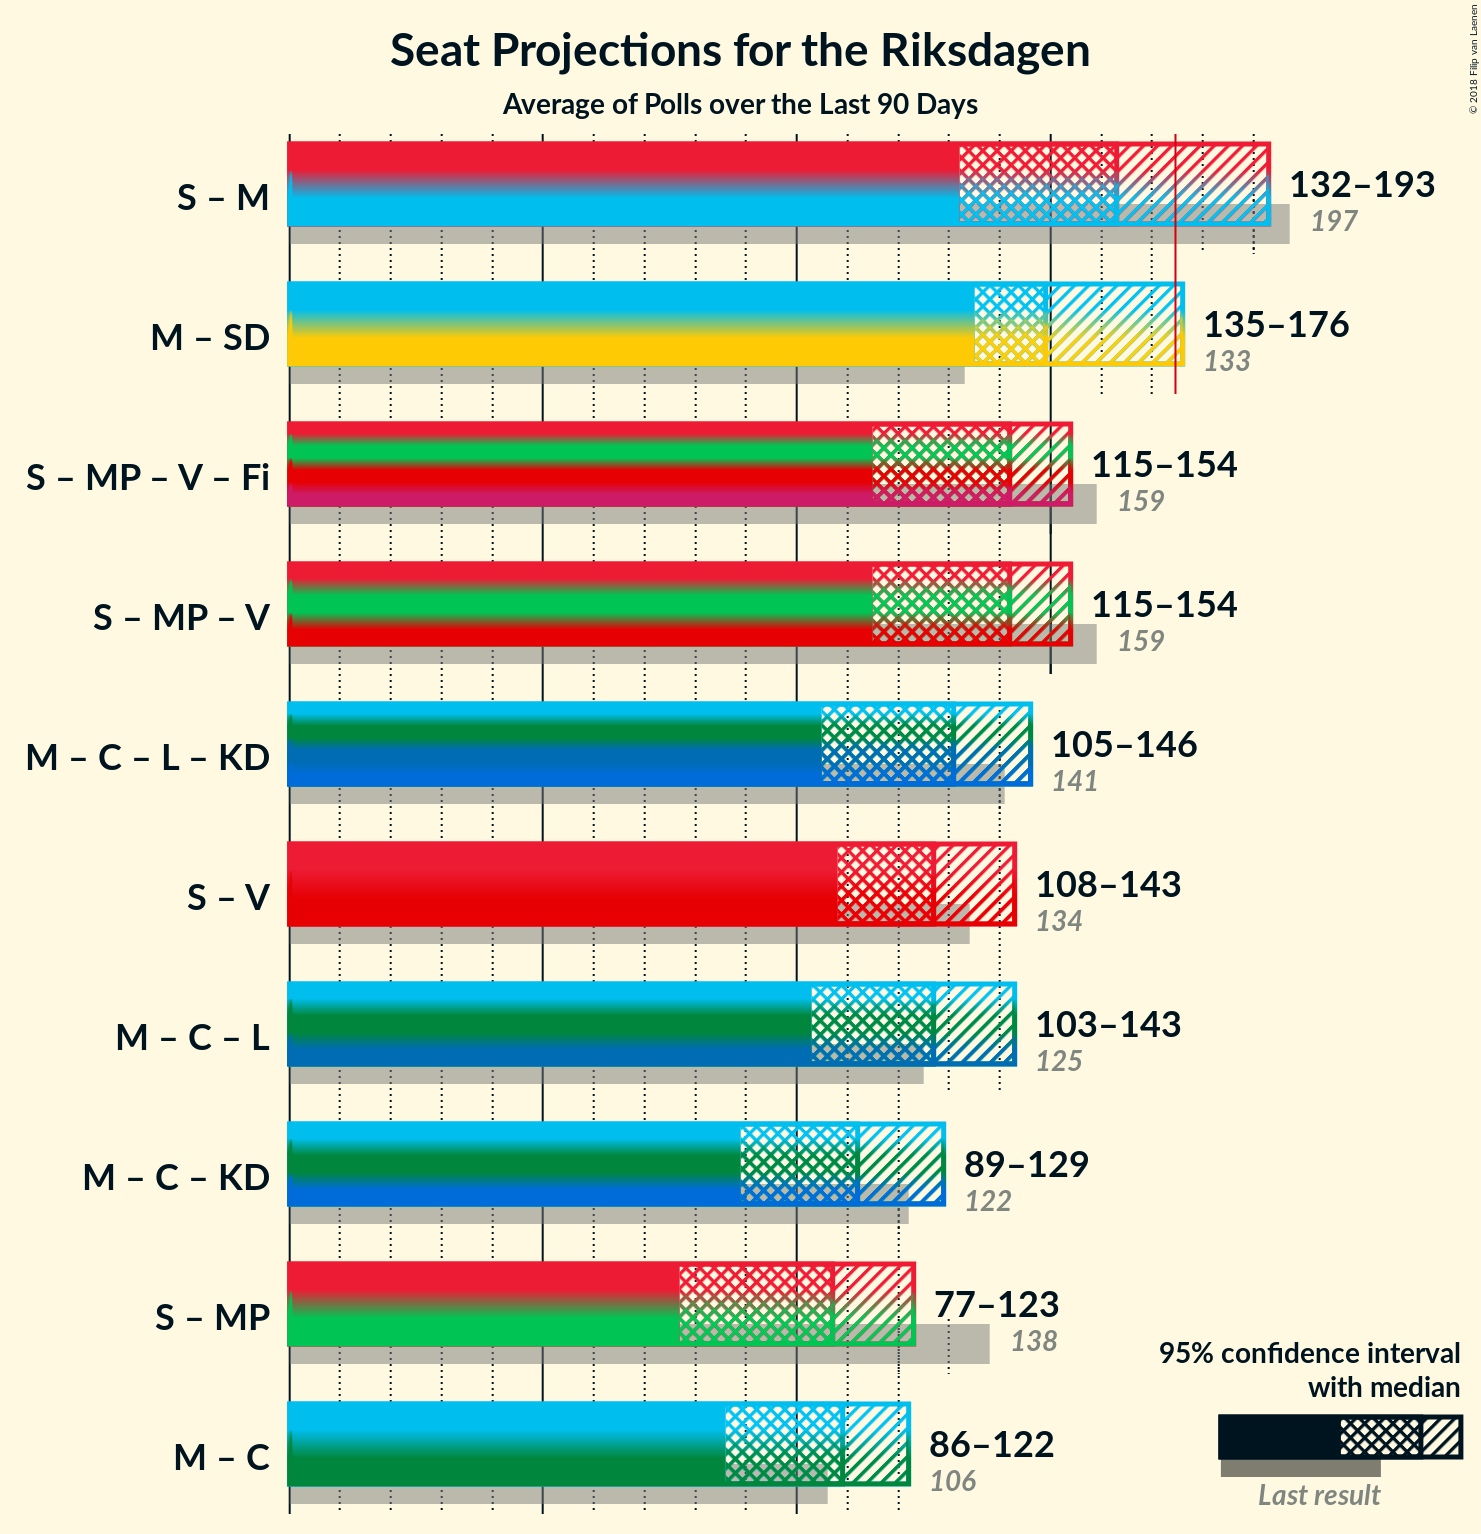 Seat Projections for the Riksdagen
Average of Polls over the Last 90 Days
© 2018 Filip van Laenen
S – M
132–193
197
M – SD
135–176
133
S – MP – V – Fi
115–154
159
S – MP – V
115–154
159
M – C – L – KD
105–146
141
S – V
108–143
134
M – C – L
103–143
125
M – C – KD
89–129
122
S – MP
77–123
138
M – C
86–122
106
95% confidence interval
with median
Last result